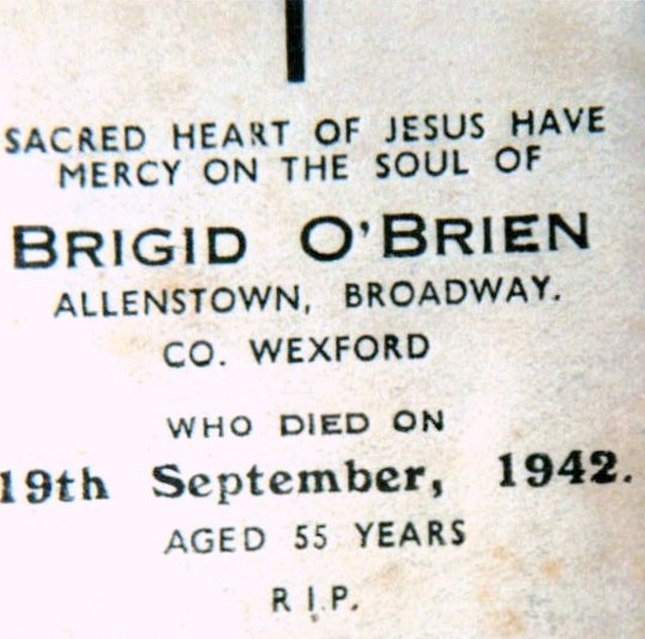 SACRED HEART OF JESUS HAVE
MERCY ON THE SOUL OF
BRIGID O'BRIEN
ALLENSTOWN, BROADWAY.
CO. WEXFORD
WHO DIED ON
19th September, 1942.
AGED 55 YEARS
R.I.P.